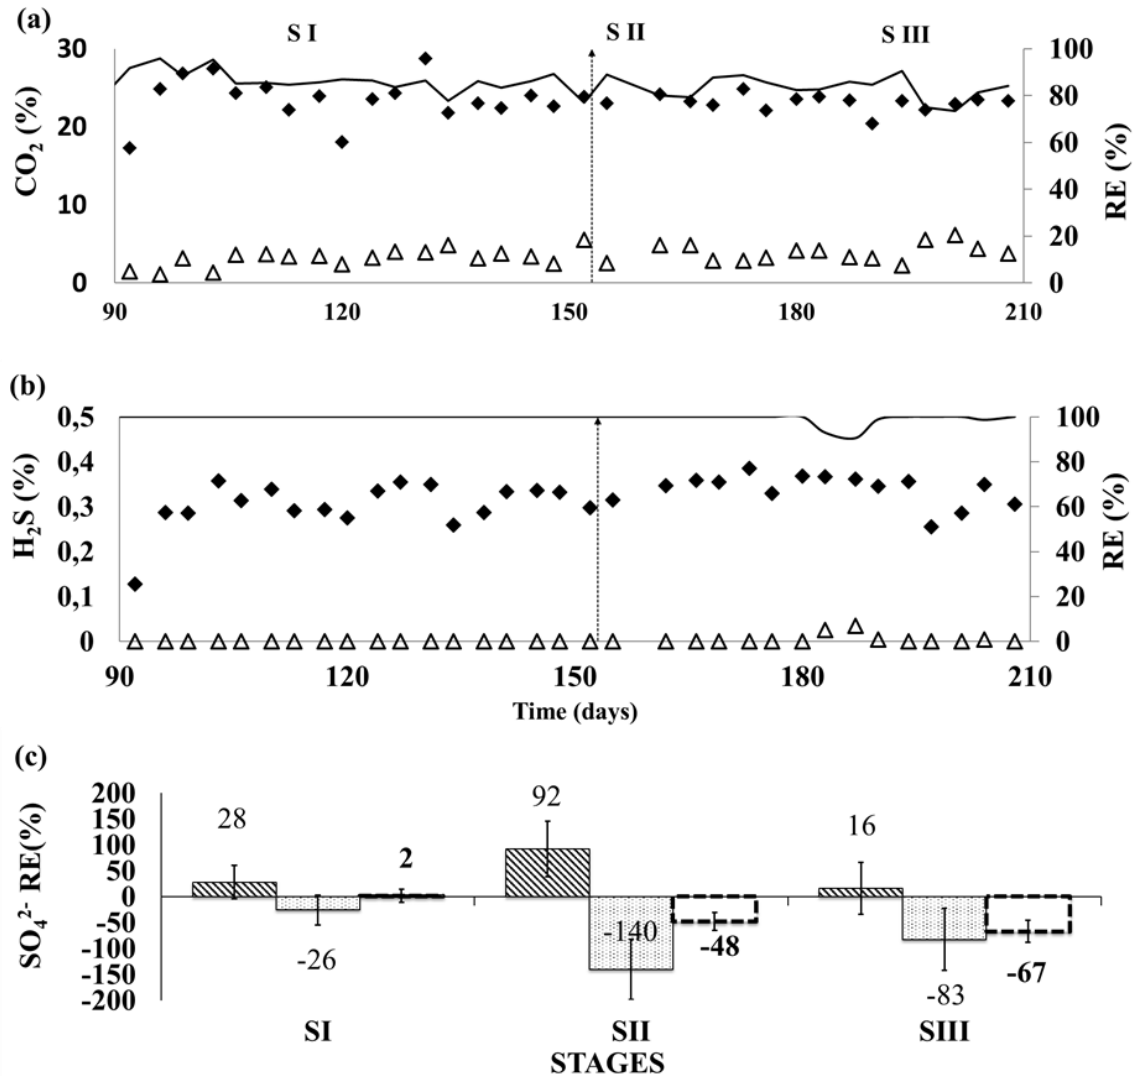 (a)
S I S II S III
30 100
80
20 60
CO2 (%) RE (%)
40
10
20
0 0
90 120 150 180 210
(b)
0,5 100
0,4 80
0,3 60
H2S (%) RE (%)
0,2 40
0,1 20
0 0
90 120 150 180 210
Time (days)
(c)
SO4 2- RE(%)
200
150
100
50
0
-50
-100
-150
-200
28 -26 2
92 -140 -48
16 -83 -67
SI SII SIII
STAGES